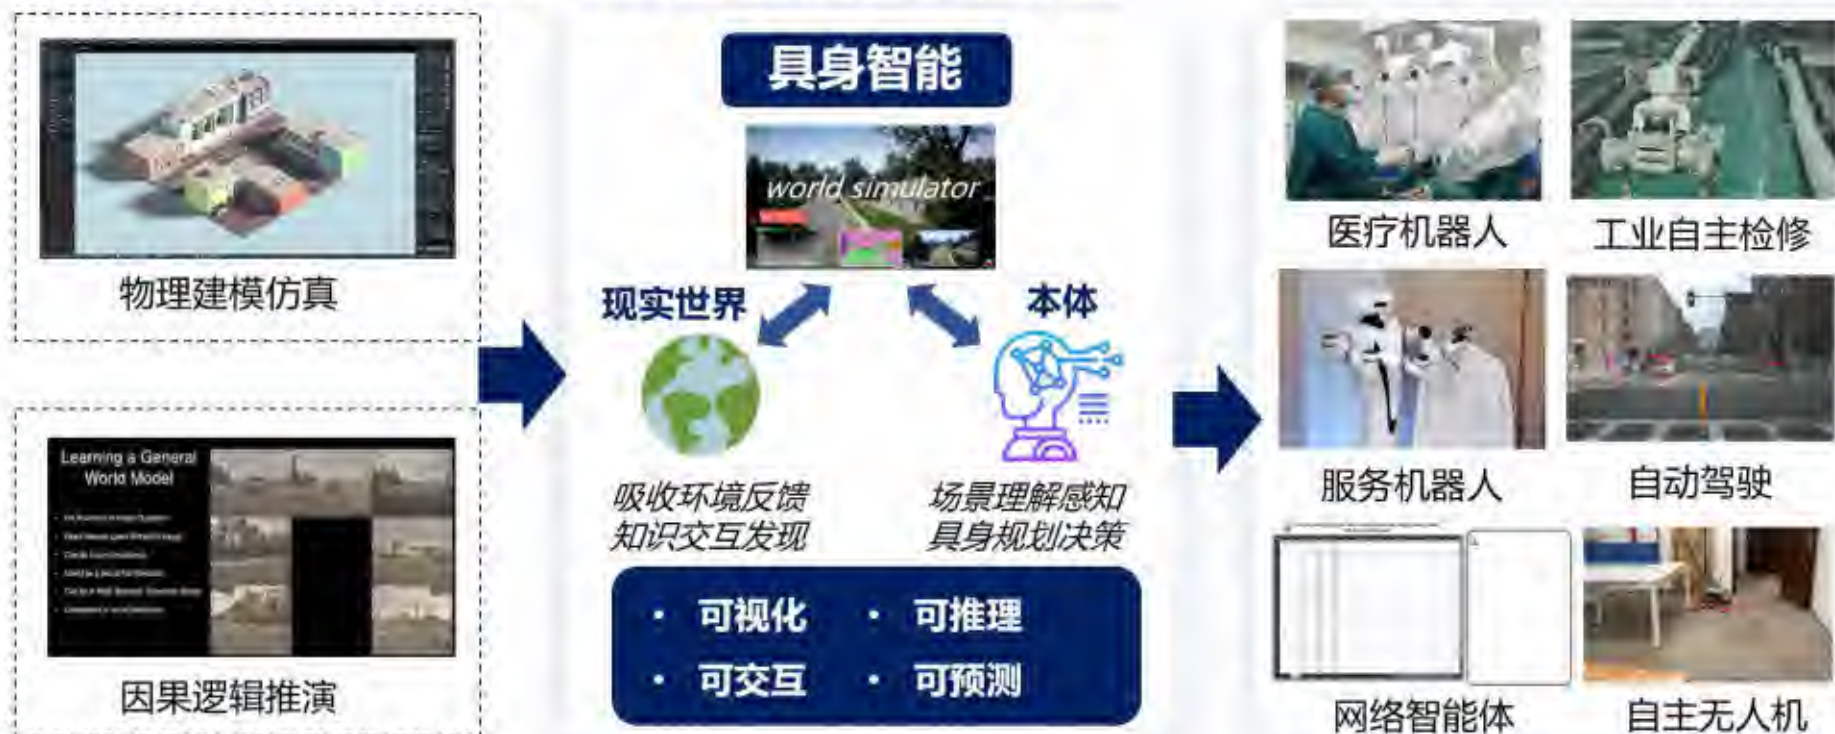 物理建模仿真
Learning a General
World Model
因果逻辑推演
具身智能
world simulator
现实世界
本体
吸收环境反馈
知识交互发现
场景理解感知
具身规划决策
• 可视化
• 可推理
• 可交互
• 可预测
医疗机器人
工业自主检修
服务机器人
自动驾驶
网络智能体
自主无人机